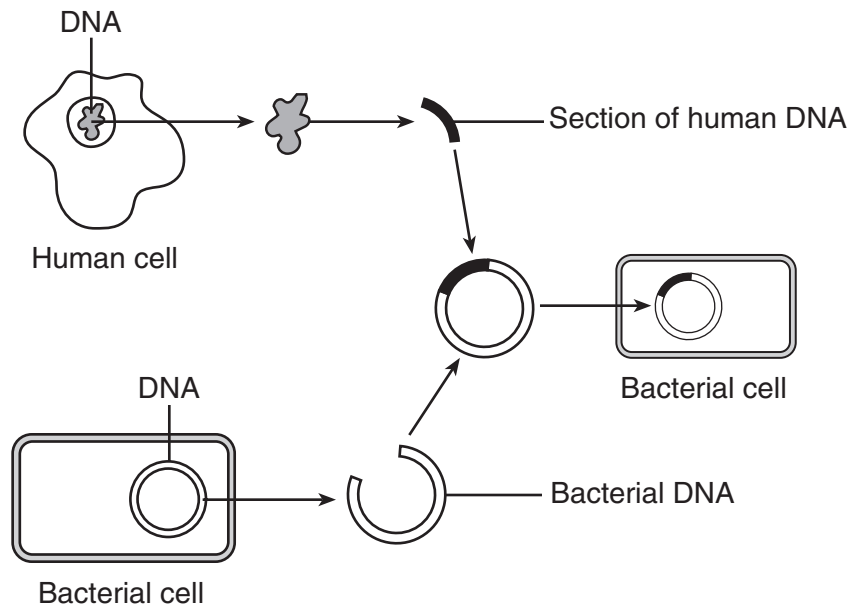 DNA
Section of human DNA
Human cell
Bacterial cell
DNA
Bacterial DNA
Bacterial cell